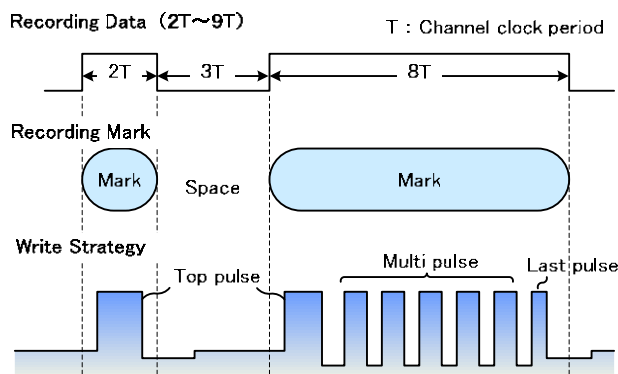 Recording Data（2T～9T）
T : Channel clock period
2T
3T
8T
Recording Mark
Mark
Space
Mark
Write Strategy
Top pulse
Multi pulse
Last pulse